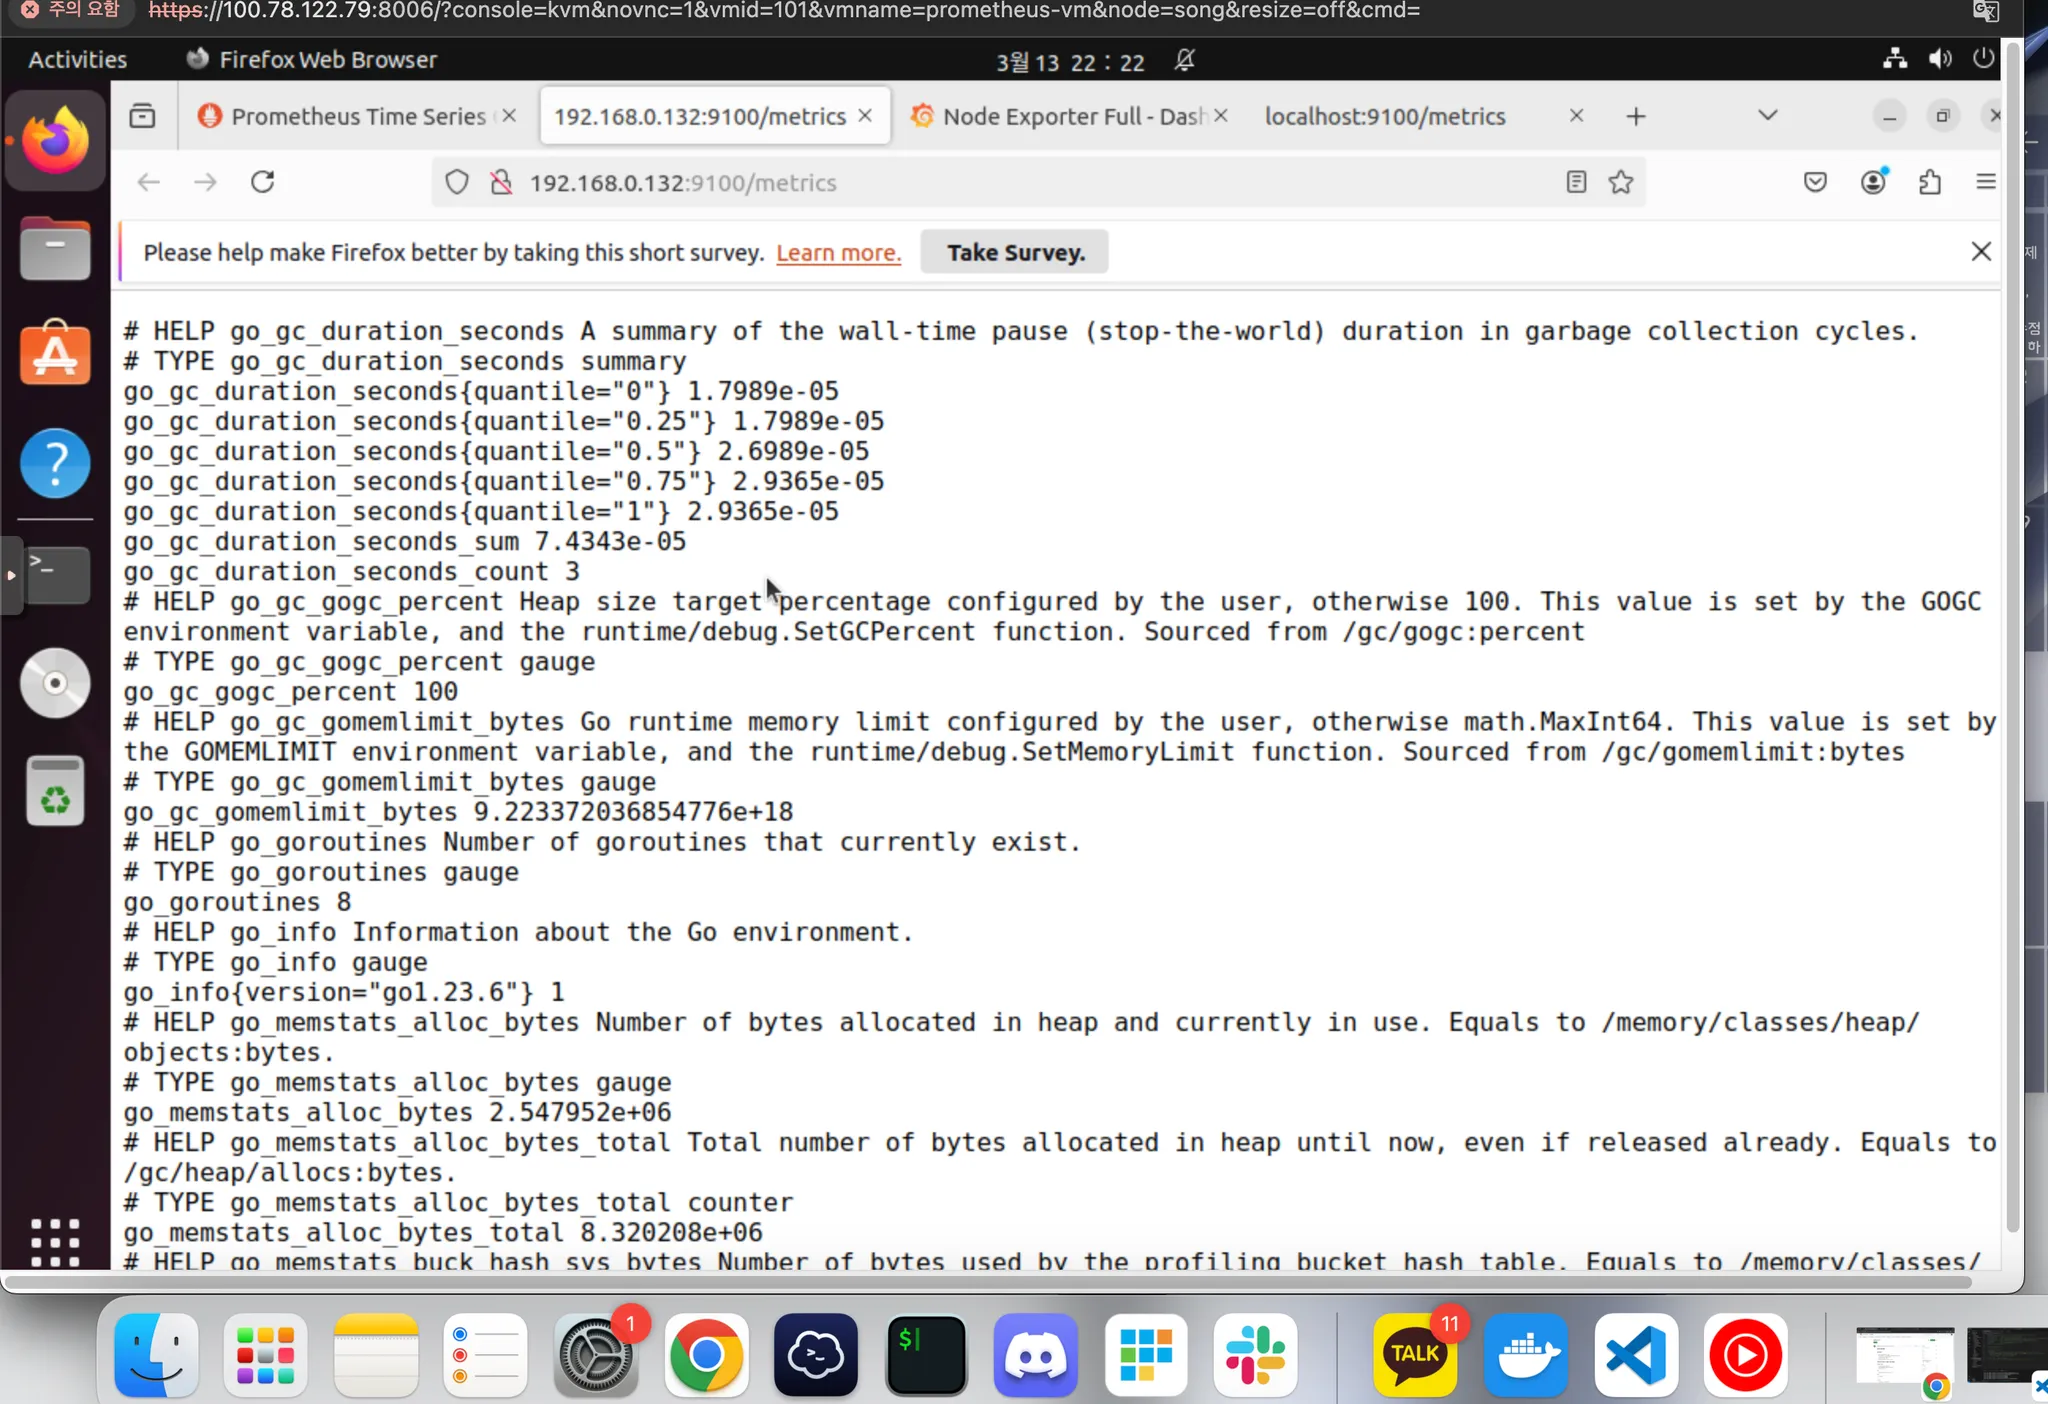 주의 요함 https://100.78.122.79:8006/?console=kvm&novnc=1&vmid=101&vmname=prometheus-vm&node=song&resize=off&cmd=
Activities Firefox Web Browser 3월 13 22 : 22
Prometheus Time Series 192.168.0.132:9100/metrics Node Exporter Full - Dash localhost:9100/metrics
192.168.0.132:9100/metrics
Please help make Firefox better by taking this short survey. Learn more. Take Survey.
# HELP go_gc_duration_seconds A summary of the wall-time pause (stop-the-world) duration in garbage collection cycles.
# TYPE go_gc_duration_seconds summary
go_gc_duration_seconds{quantile="0"} 1.7989e-05
go_gc_duration_seconds{quantile="0.25"} 1.7989e-05
go_gc_duration_seconds{quantile="0.5"} 2.6989e-05
go_gc_duration_seconds{quantile="0.75"} 2.9365e-05
go_gc_duration_seconds{quantile="1"} 2.9365e-05
go_gc_duration_seconds_sum 7.4343e-05
go_gc_duration_seconds_count 3
# HELP go_gc_gogc_percent Heap size target percentage configured by the user, otherwise 100. This value is set by the GOGC
environment variable, and the runtime/debug.SetGCPercent function. Sourced from /gc/gogc:percent
# TYPE go_gc_gogc_percent gauge
go_gc_gogc_percent 100
# HELP go_gc_gomemlimit_bytes Go runtime memory limit configured by the user, otherwise math.MaxInt64. This value is set by
the GOMEMLIMIT environment variable, and the runtime/debug.SetMemoryLimit function. Sourced from /gc/gomemlimit:bytes
# TYPE go_gc_gomemlimit_bytes gauge
go_gc_gomemlimit_bytes 9.223372036854776e+18
# HELP go_goroutines Number of goroutines that currently exist.
# TYPE go_goroutines gauge
go_goroutines 8
# HELP go_info Information about the Go environment.
# TYPE go_info gauge
go_info{version="go1.23.6"} 1
# HELP go_memstats_alloc_bytes Number of bytes allocated in heap and currently in use. Equals to /memory/classes/heap/
objects:bytes.
# TYPE go_memstats_alloc_bytes gauge
go_memstats_alloc_bytes 2.547952e+06
# HELP go_memstats_alloc_bytes_total Total number of bytes allocated in heap until now, even if released already. Equals to
/gc/heap/allocs:bytes.
# TYPE go_memstats_alloc_bytes_total counter
go_memstats_alloc_bytes_total 8.320208e+06
# HELP go_memstats_buck_hash_sys_bytes Number of bytes used by the profiling bucket hash table. Equals to /memory/classes/
1
TALK 11